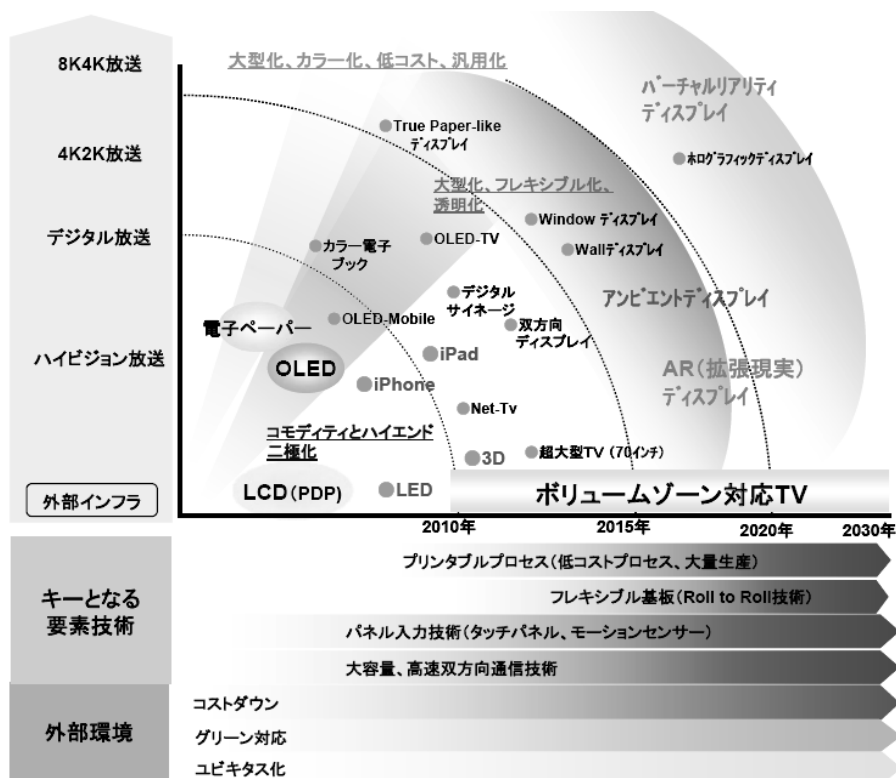 8K4K放送
4K2K放送
デジタル放送
ハイビジョン放送
外部インフラ
大型化、カラー化、低コスト、汎用化
バーチャルリアリティ
ディスプレイ
True Paper-like
ディスプレイ
ホログラフィックディスプレイ
大型化、フレキシブル化、
透明化
Window ディスプレイ
カラー電子
ブック
OLED-TV
Wallディスプレイ
デジタル
サイネージ
アンビエントディスプレイ
電子ペーパー
OLED-Mobile
双方向
ディスプレイ
OLED
iPad
iPhone
AR(拡張現実)
ディスプレイ
Net-Tv
コモディティとハイエンド
二極化
3D
超大型TV (70インチ)
LCD(PDP)
LED
ボリュームゾーン対応TV
2010年
2015年
2020年
2030年
キーとなる
要素技術
プリンタブルプロセス(低コストプロセス、大量生産)
フレキシブル基板(Roll to Roll技術)
パネル入力技術(タッチパネル、モーションセンサー)
大容量、高速双方向通信技術
外部環境
コストダウン
グリーン対応
ユビキタス化